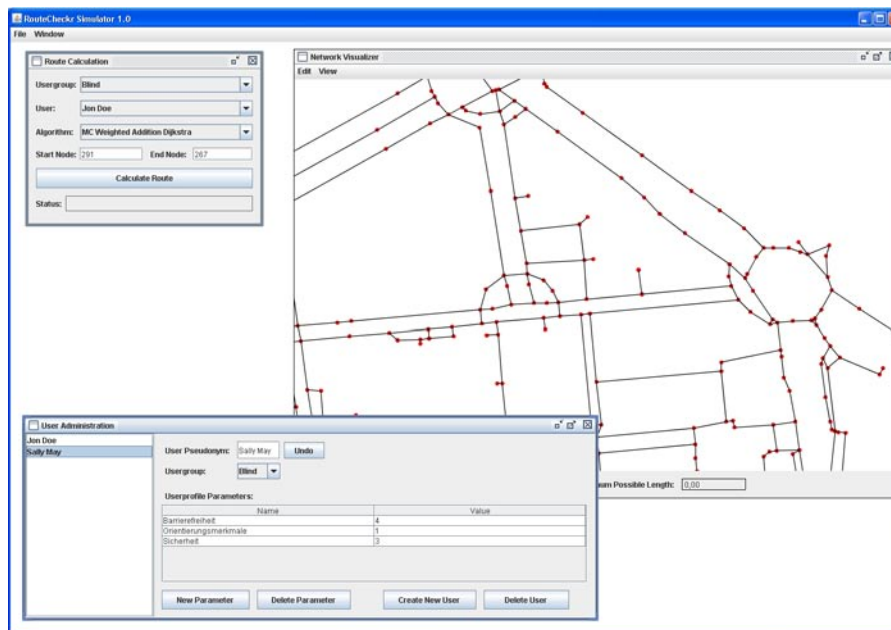 RouteCheckr Simulator 1.0
File Window
Route Calculation
Usergroup: Blind
User: Jon Doe
Algorithm: MC Weighted Addition Dijkstra
Start Node: 291 End Node: 267
Calculate Route
Status:
Network Visualizer
Edit View
num Possible Length: 0,00
User Administration
Jon Doe
Sally May
User Pseudonym: Sally May Undo
Usergroup: Blind
Userprofile Parameters:
Name Value
Barrierefreiheit 4
Orientierungsmerkmale 1
Sicherheit 3
New Parameter Delete Parameter Create New User Delete User